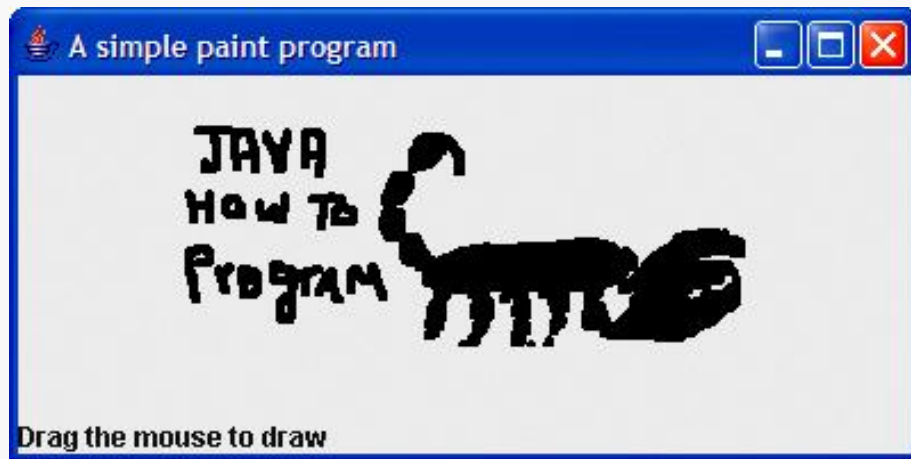 A simple paint program
JAVA
HOW TO
Program
Drag the mouse to draw